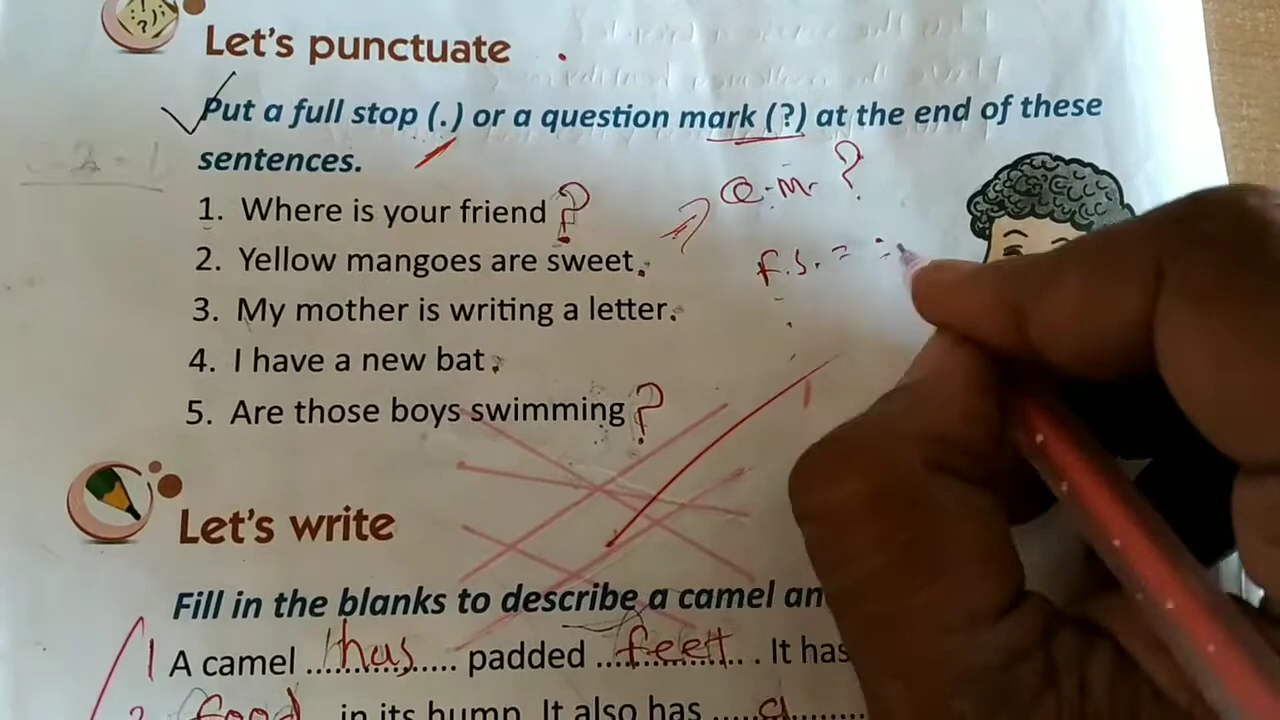 Let's punctuate .
Put a full stop (.) or a question mark (?) at the end of these
sentences.
Q.M. ?
1. Where is your friend ?
F.S. = .
2. Yellow mangoes are sweet.
3. My mother is writing a letter.
4. I have a new bat.
5. Are those boys swimming ?
Let's write
Fill in the blanks to describe a camel an
1 A camel ....has.... padded ....feet.... . It has
2 food in its hump. It also has ....a....